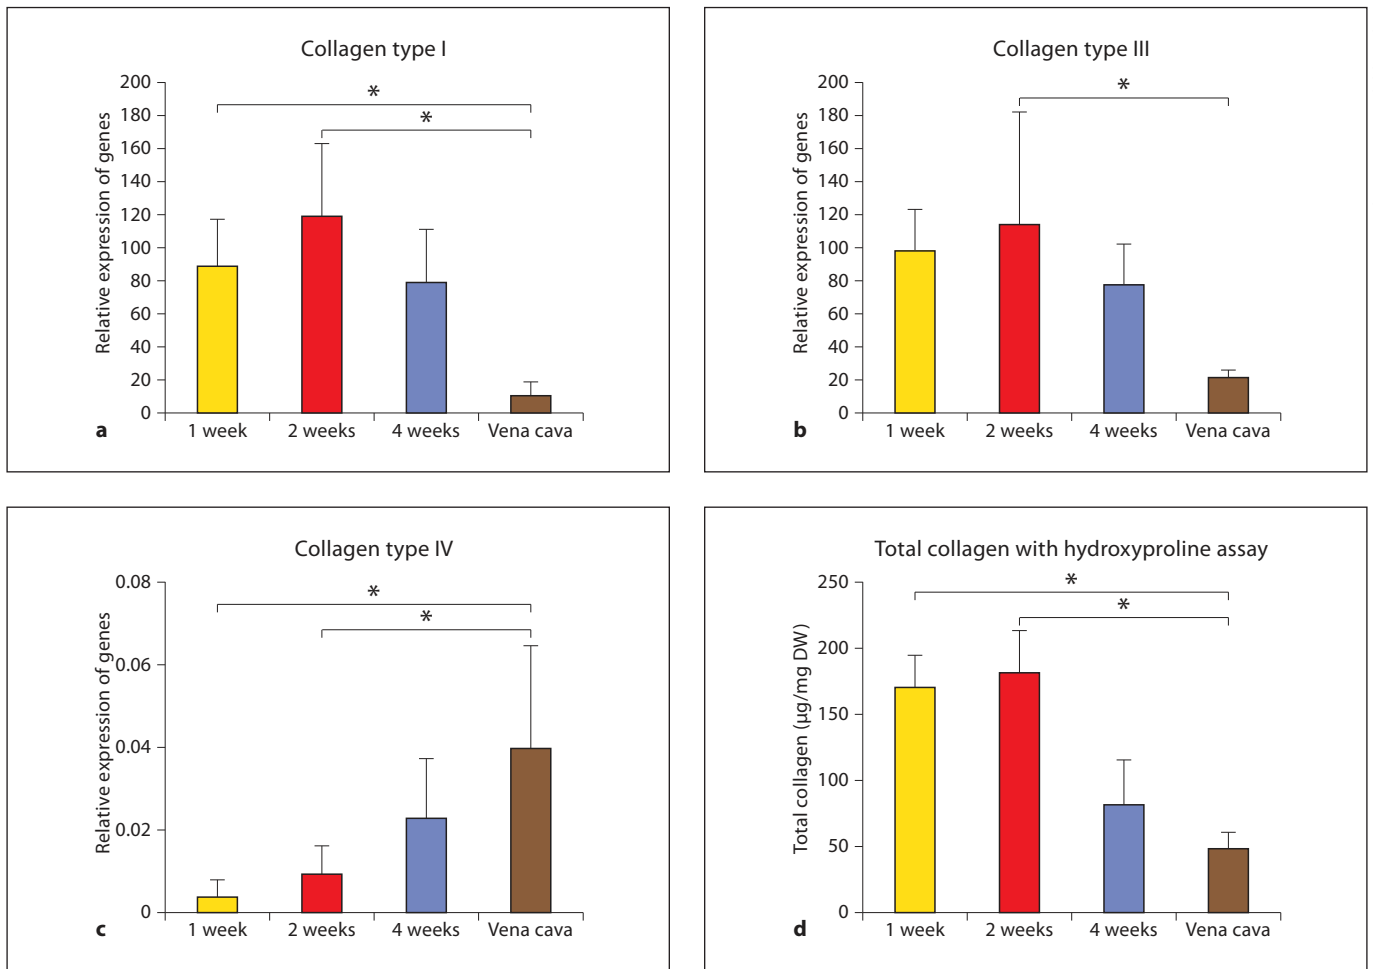 Collagen type I
Relative expression of genes
200
180
160
140
120
100
80
60
40
20
0
*
*
a
1 week 2 weeks 4 weeks Vena cava
Collagen type III
Relative expression of genes
200
180
160
140
120
100
80
60
40
20
0
*
b
1 week 2 weeks 4 weeks Vena cava
Collagen type IV
Relative expression of genes
0.08
0.06
0.04
0.02
0
*
*
c
1 week 2 weeks 4 weeks Vena cava
Total collagen with hydroxyproline assay
Total collagen (μg/mg DW)
250
200
150
100
50
0
*
*
d
1 week 2 weeks 4 weeks Vena cava